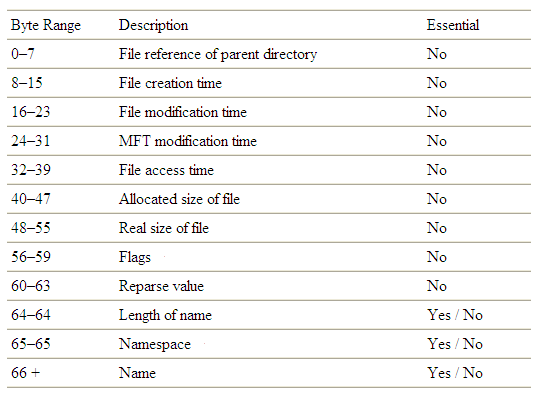 Byte Range Description Essential
0–7 File reference of parent directory No
8–15 File creation time No
16–23 File modification time No
24–31 MFT modification time No
32–39 File access time No
40–47 Allocated size of file No
48–55 Real size of file No
56–59 Flags No
60–63 Reparse value No
64–64 Length of name Yes / No
65–65 Namespace Yes / No
66 + Name Yes / No